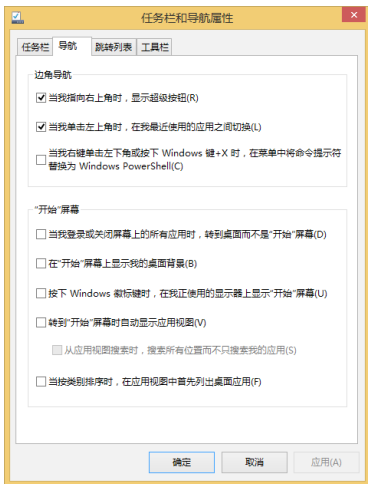 任务栏和导航属性
任务栏 导航 跳转列表 工具栏
边角导航
当我指向右上角时，显示超级按钮(R)
当我单击左上角时，在我最近使用的应用之间切换(L)
当我右键单击左下角或按下 Windows 键+X 时，在菜单中将命令提示符
替换为 Windows PowerShell(C)
"开始"屏幕
当我登录或关闭屏幕上的所有应用时，转到桌面而不是"开始"屏幕(D)
在"开始"屏幕上显示我的桌面背景(B)
按下 Windows 徽标键时，在我正使用的显示器上显示"开始"屏幕(U)
转到"开始"屏幕时自动显示应用视图(V)
从应用视图搜索时，搜索所有位置而不只搜索我的应用(S)
当按类别排序时，在应用视图中首先列出桌面应用(F)
确定 取消 应用(A)